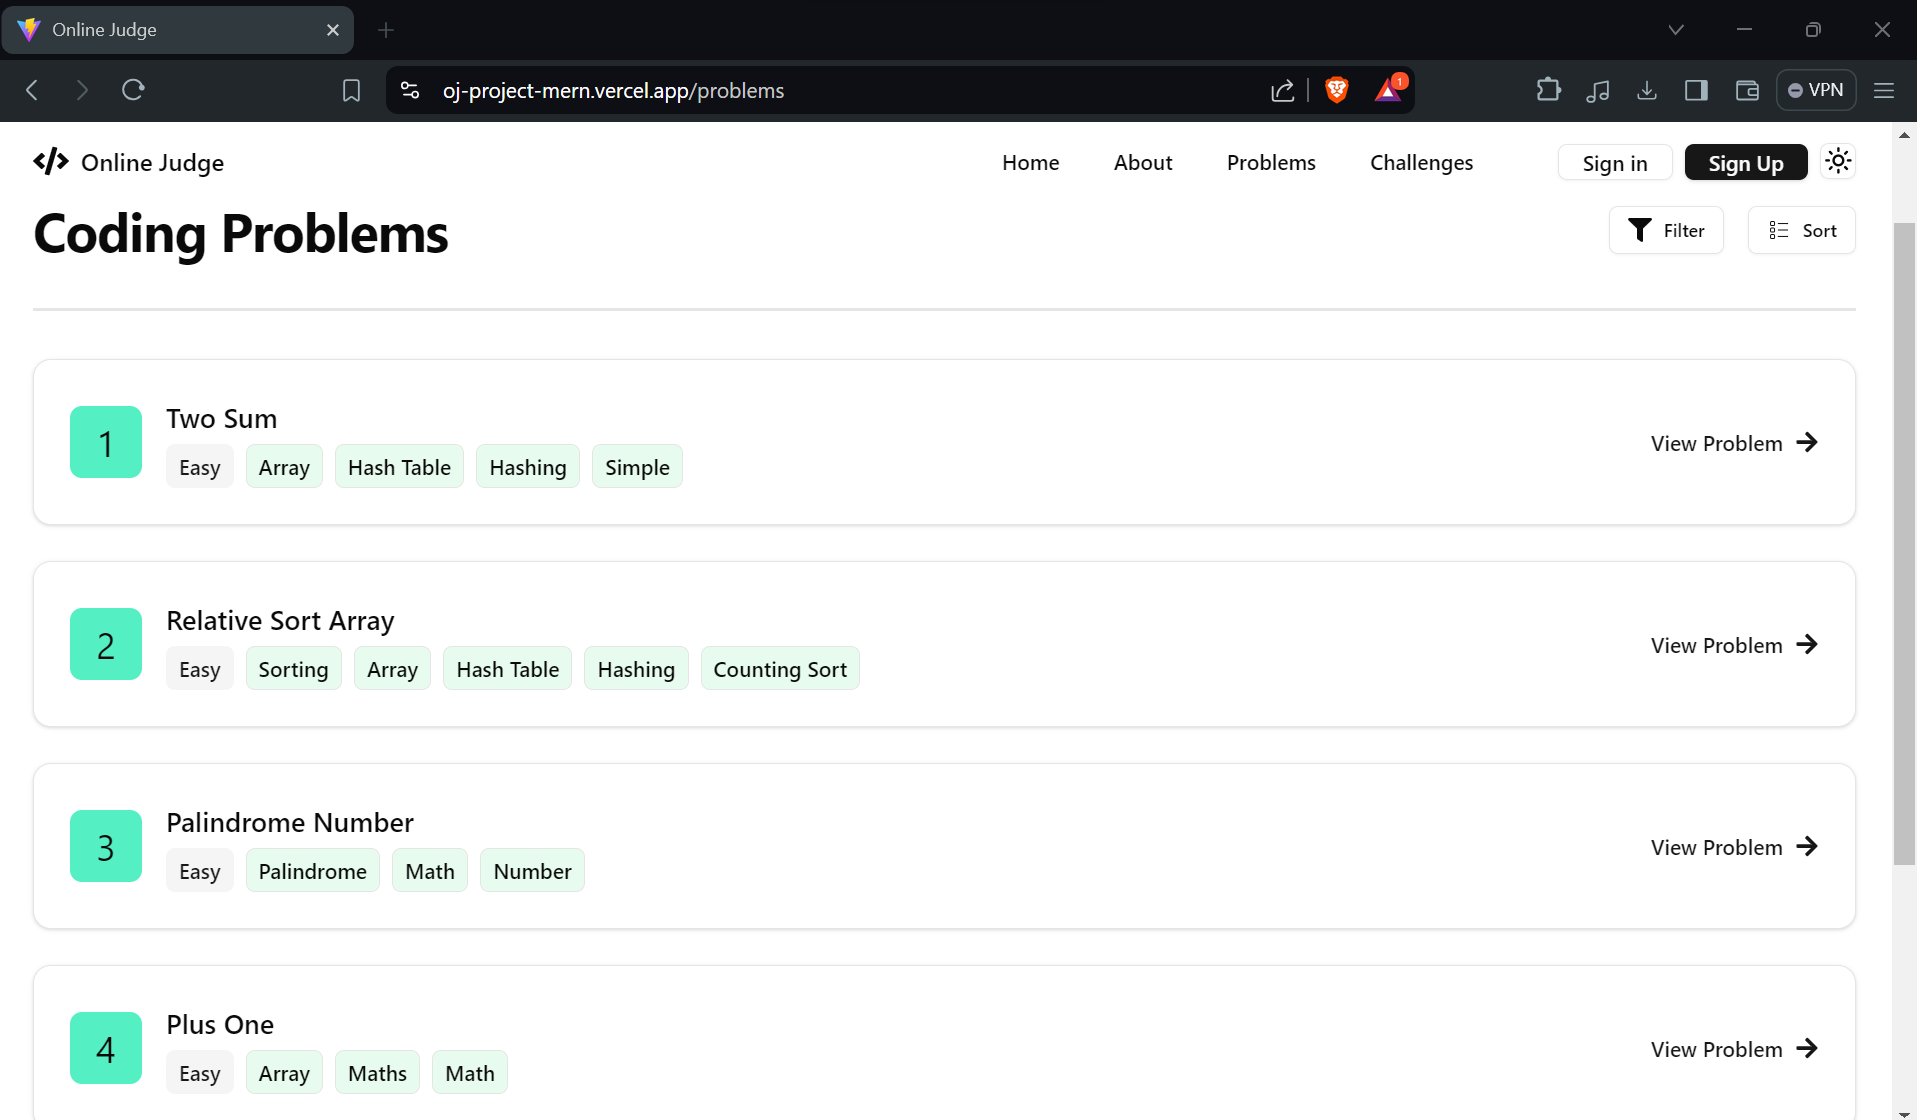 Online Judge
oj-project-mern.vercel.app/problems
1
VPN
Online Judge
Home About Problems Challenges Sign in Sign Up
Coding Problems
Filter Sort
1
Two Sum
Easy Array Hash Table Hashing Simple
View Problem
2
Relative Sort Array
Easy Sorting Array Hash Table Hashing Counting Sort
View Problem
3
Palindrome Number
Easy Palindrome Math Number
View Problem
4
Plus One
Easy Array Maths Math
View Problem